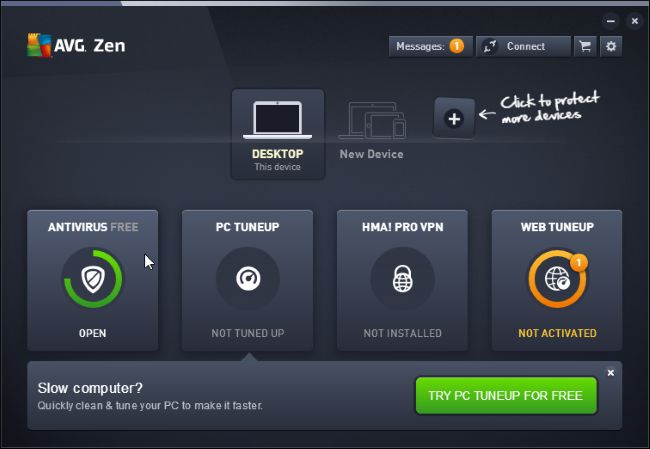 AVG. Zen
Messages: 1
Connect
Click to protect
more devices
DESKTOP
This device
New Device
ANTIVIRUS FREE
OPEN
PC TUNEUP
NOT TUNED UP
HMA! PRO VPN
NOT INSTALLED
WEB TUNEUP
1
NOT ACTIVATED
Slow computer?
Quickly clean & tune your PC to make it faster.
TRY PC TUNEUP FOR FREE